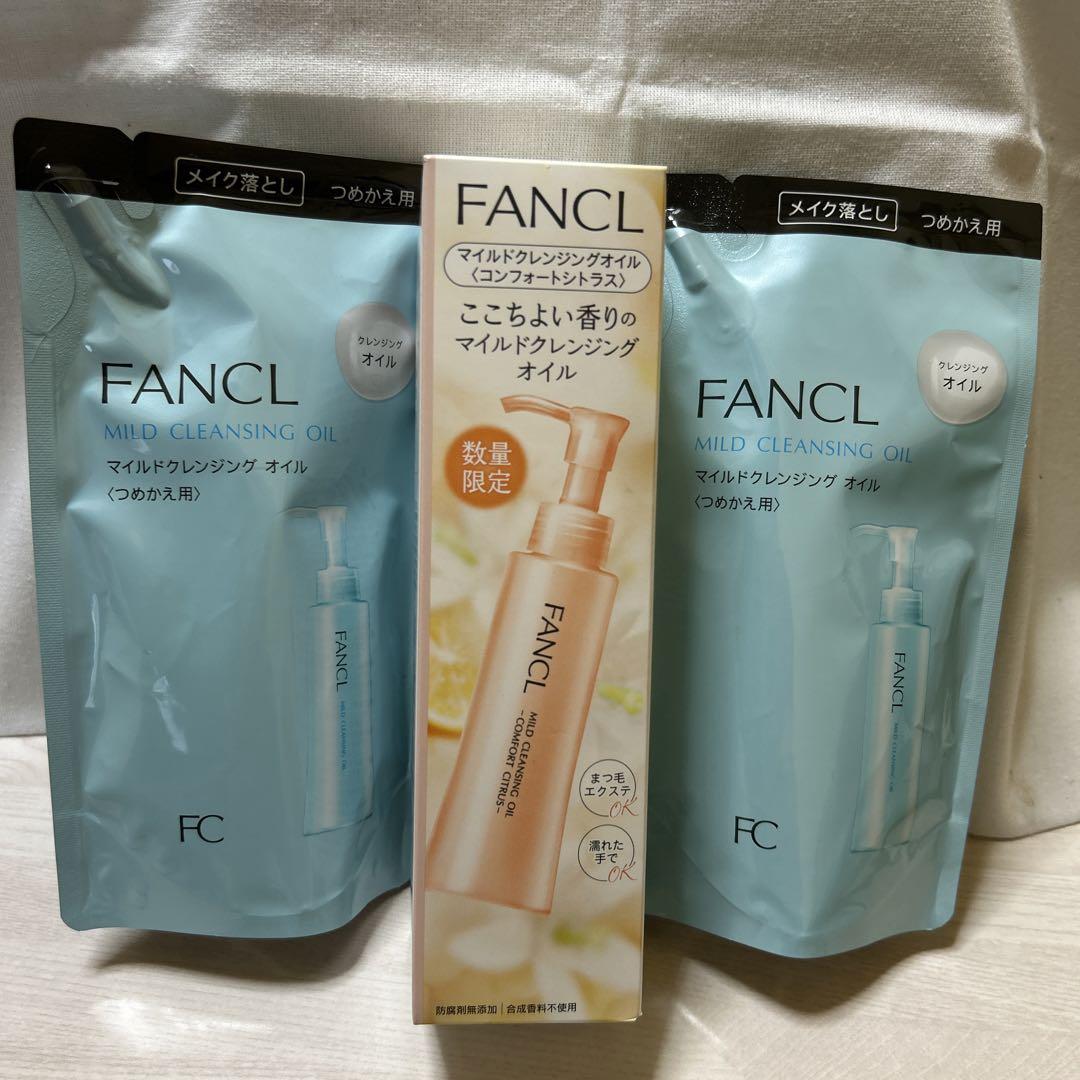 メイク落とし つめかえ用
クレンジング
オイル
FANCL
MILD CLEANSING OIL
マイルドクレンジング オイル
〈つめかえ用〉
FANCL
MILD CLEANSING OIL
FC
FANCL
マイルドクレンジングオイル
〈コンフォートシトラス〉
ここちよい香りの
マイルドクレンジング
オイル
数量
限定
FANCL
MILD CLEANSING OIL
-COMFORT CITRUS-
まつ毛
エクステ
OK
濡れた
手で
OK
防腐剤無添加 | 合成香料不使用
メイク落とし つめかえ用
クレンジング
オイル
FANCL
MILD CLEANSING OIL
マイルドクレンジング オイル
〈つめかえ用〉
FANCL
MILD CLEANSING OIL
FC